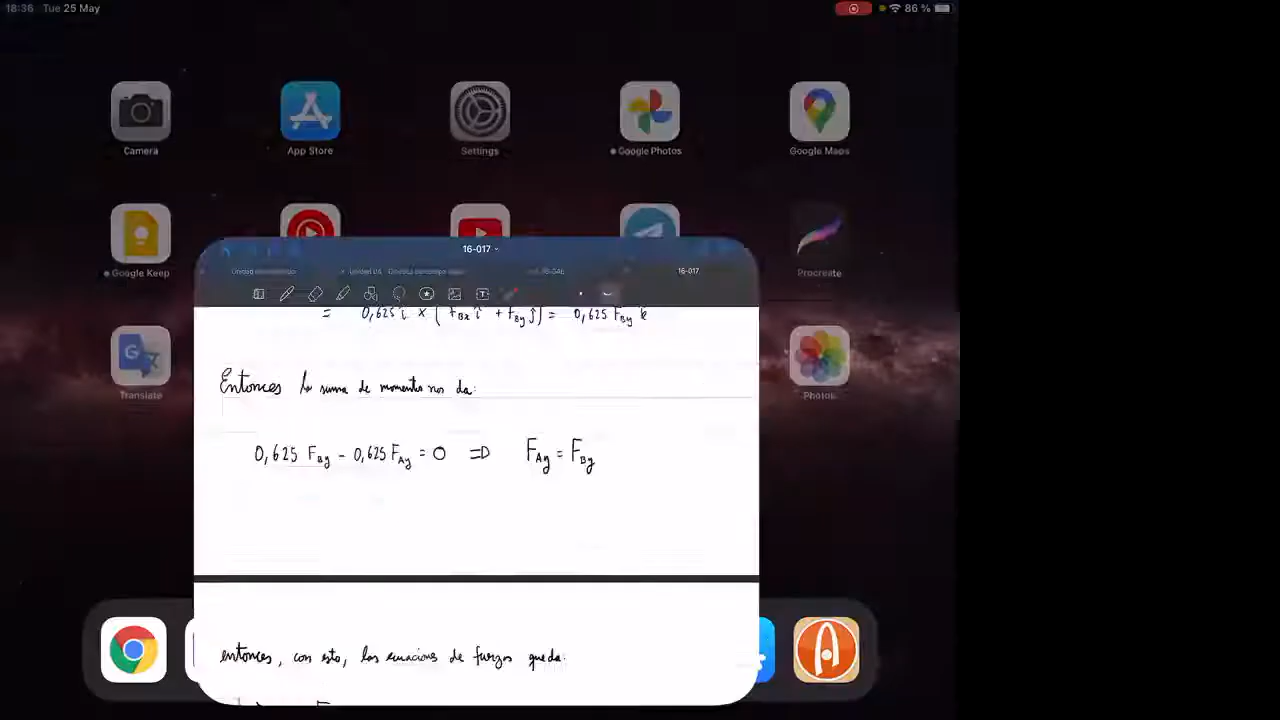 18:36 Tue 25 May
86 %
Camera
App Store
Settings
Google Photos
Google Maps
Google Keep
Procreate
Translate
Photos
16-017
16-017
= 0,625 î × ( F_Bx î + F_By ĵ) = 0,625 F_By k
Entonces la suma de momentos nos da:
0,625 F_By - 0,625 F_Ay = 0 ⇒ F_Ay = F_By
entonces, con esto, las ecuacions de fuerzas queda: